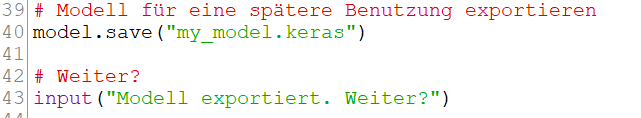 39 # Modell für eine spätere Benutzung exportieren
40 model.save("my_model.keras")
41
42 # Weiter?
43 input("Modell exportiert. Weiter?")